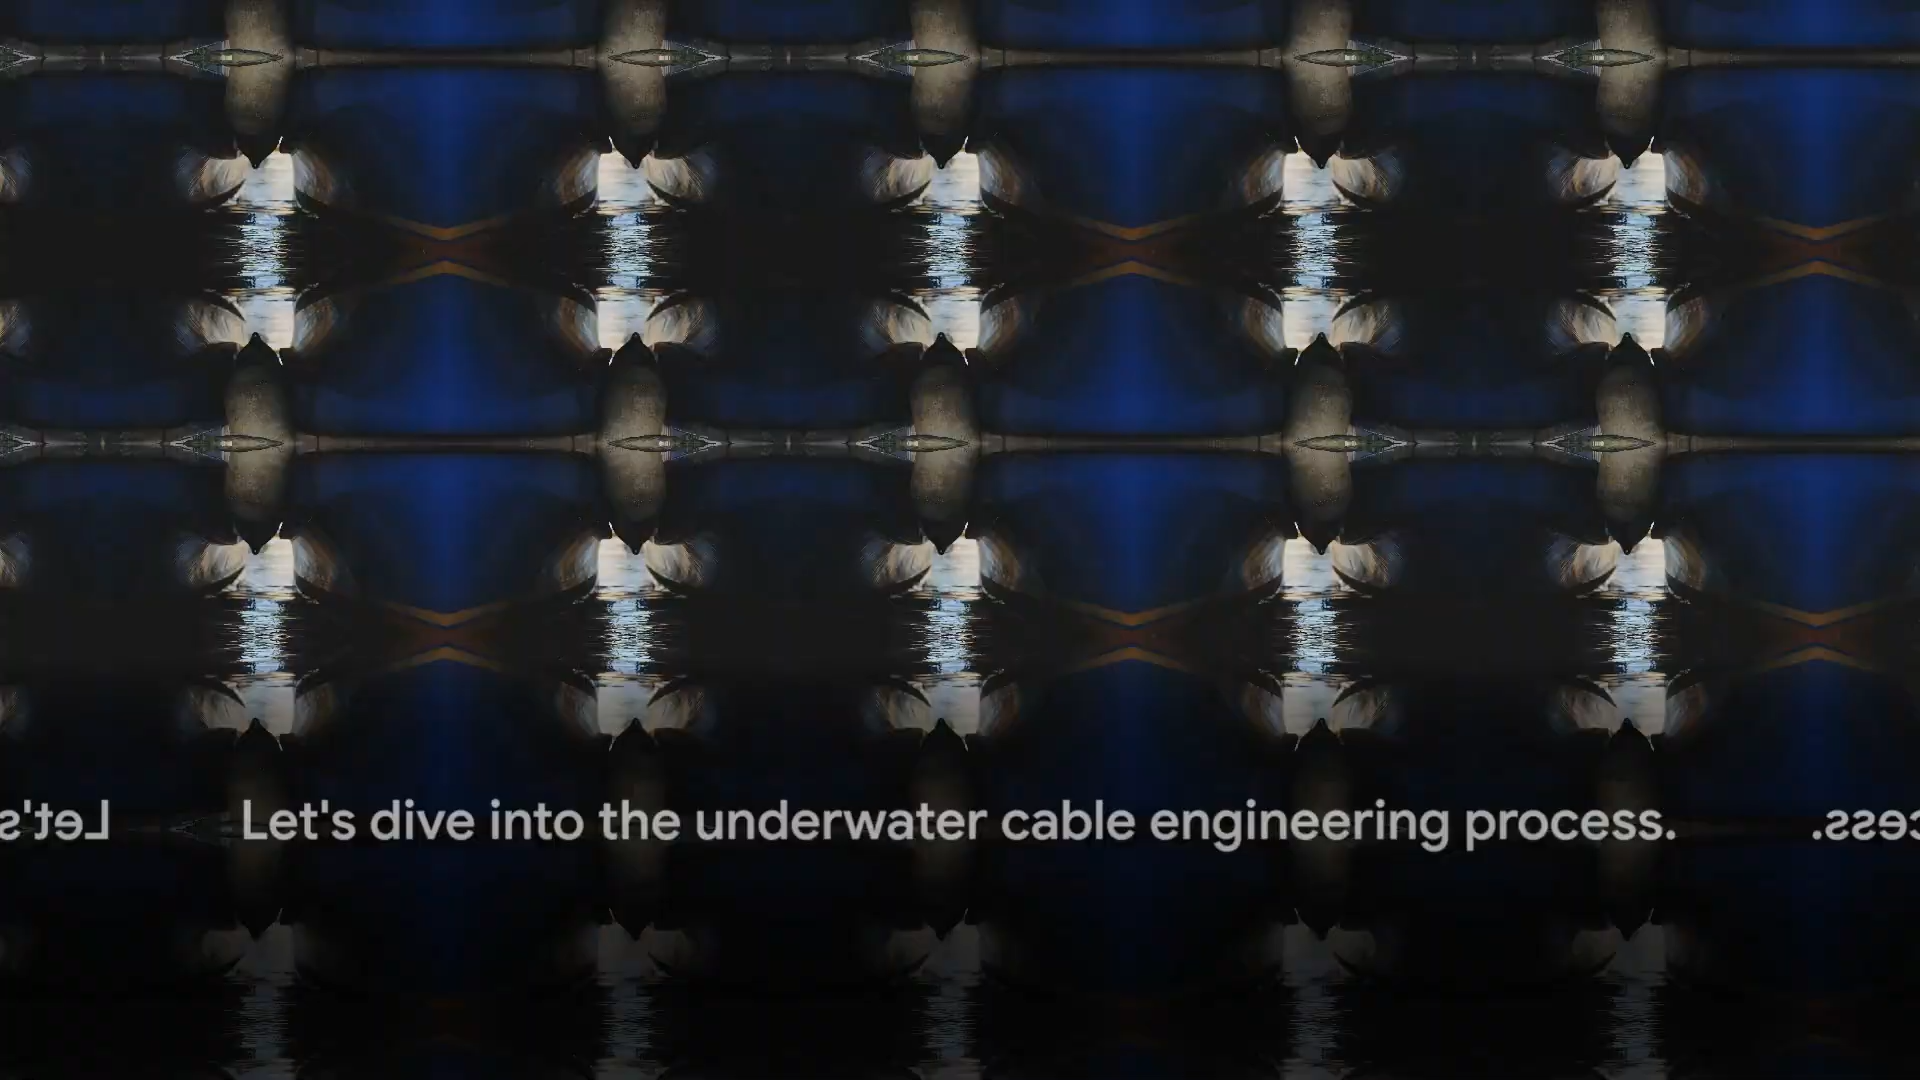 Let's dive into the underwater cable engineering process.